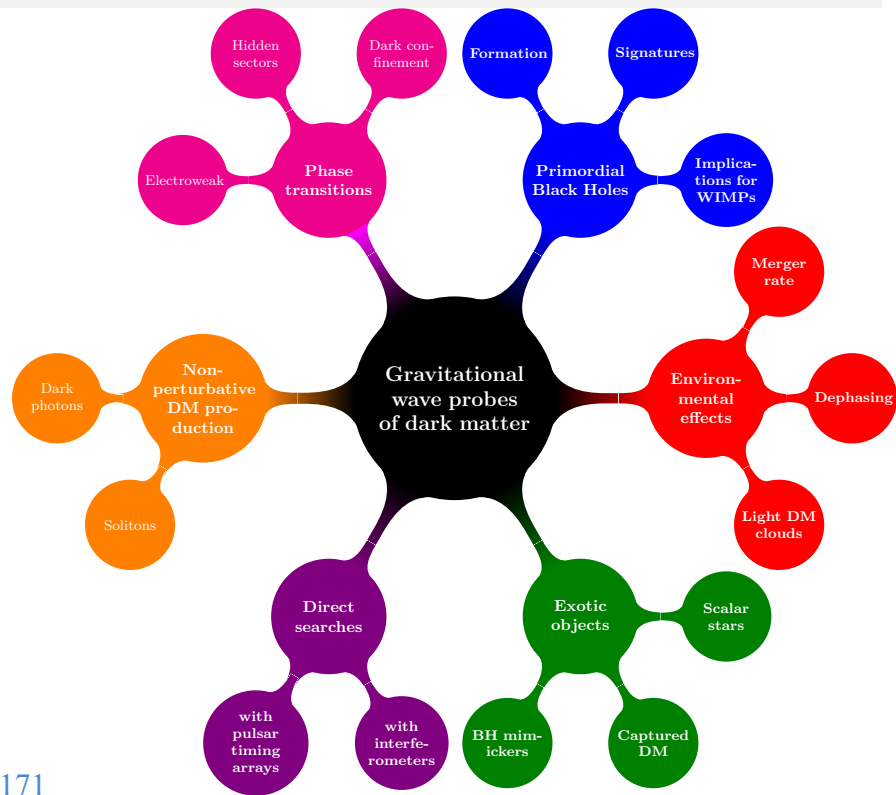 Hidden
sectors
Dark con-
finement
Electroweak
Phase
transitions
Formation
Signatures
Implica-
tions for
WIMPs
Primordial
Black Holes
Merger
rate
Environ-
mental
effects
Dephasing
Light DM
clouds
Gravitational
wave probes
of dark matter
Non-
perturbative
DM pro-
duction
Dark
photons
Solitons
Direct
searches
with
pulsar
timing
arrays
with
interfe-
rometers
Exotic
objects
Scalar
stars
BH mim-
ickers
Captured
DM
171